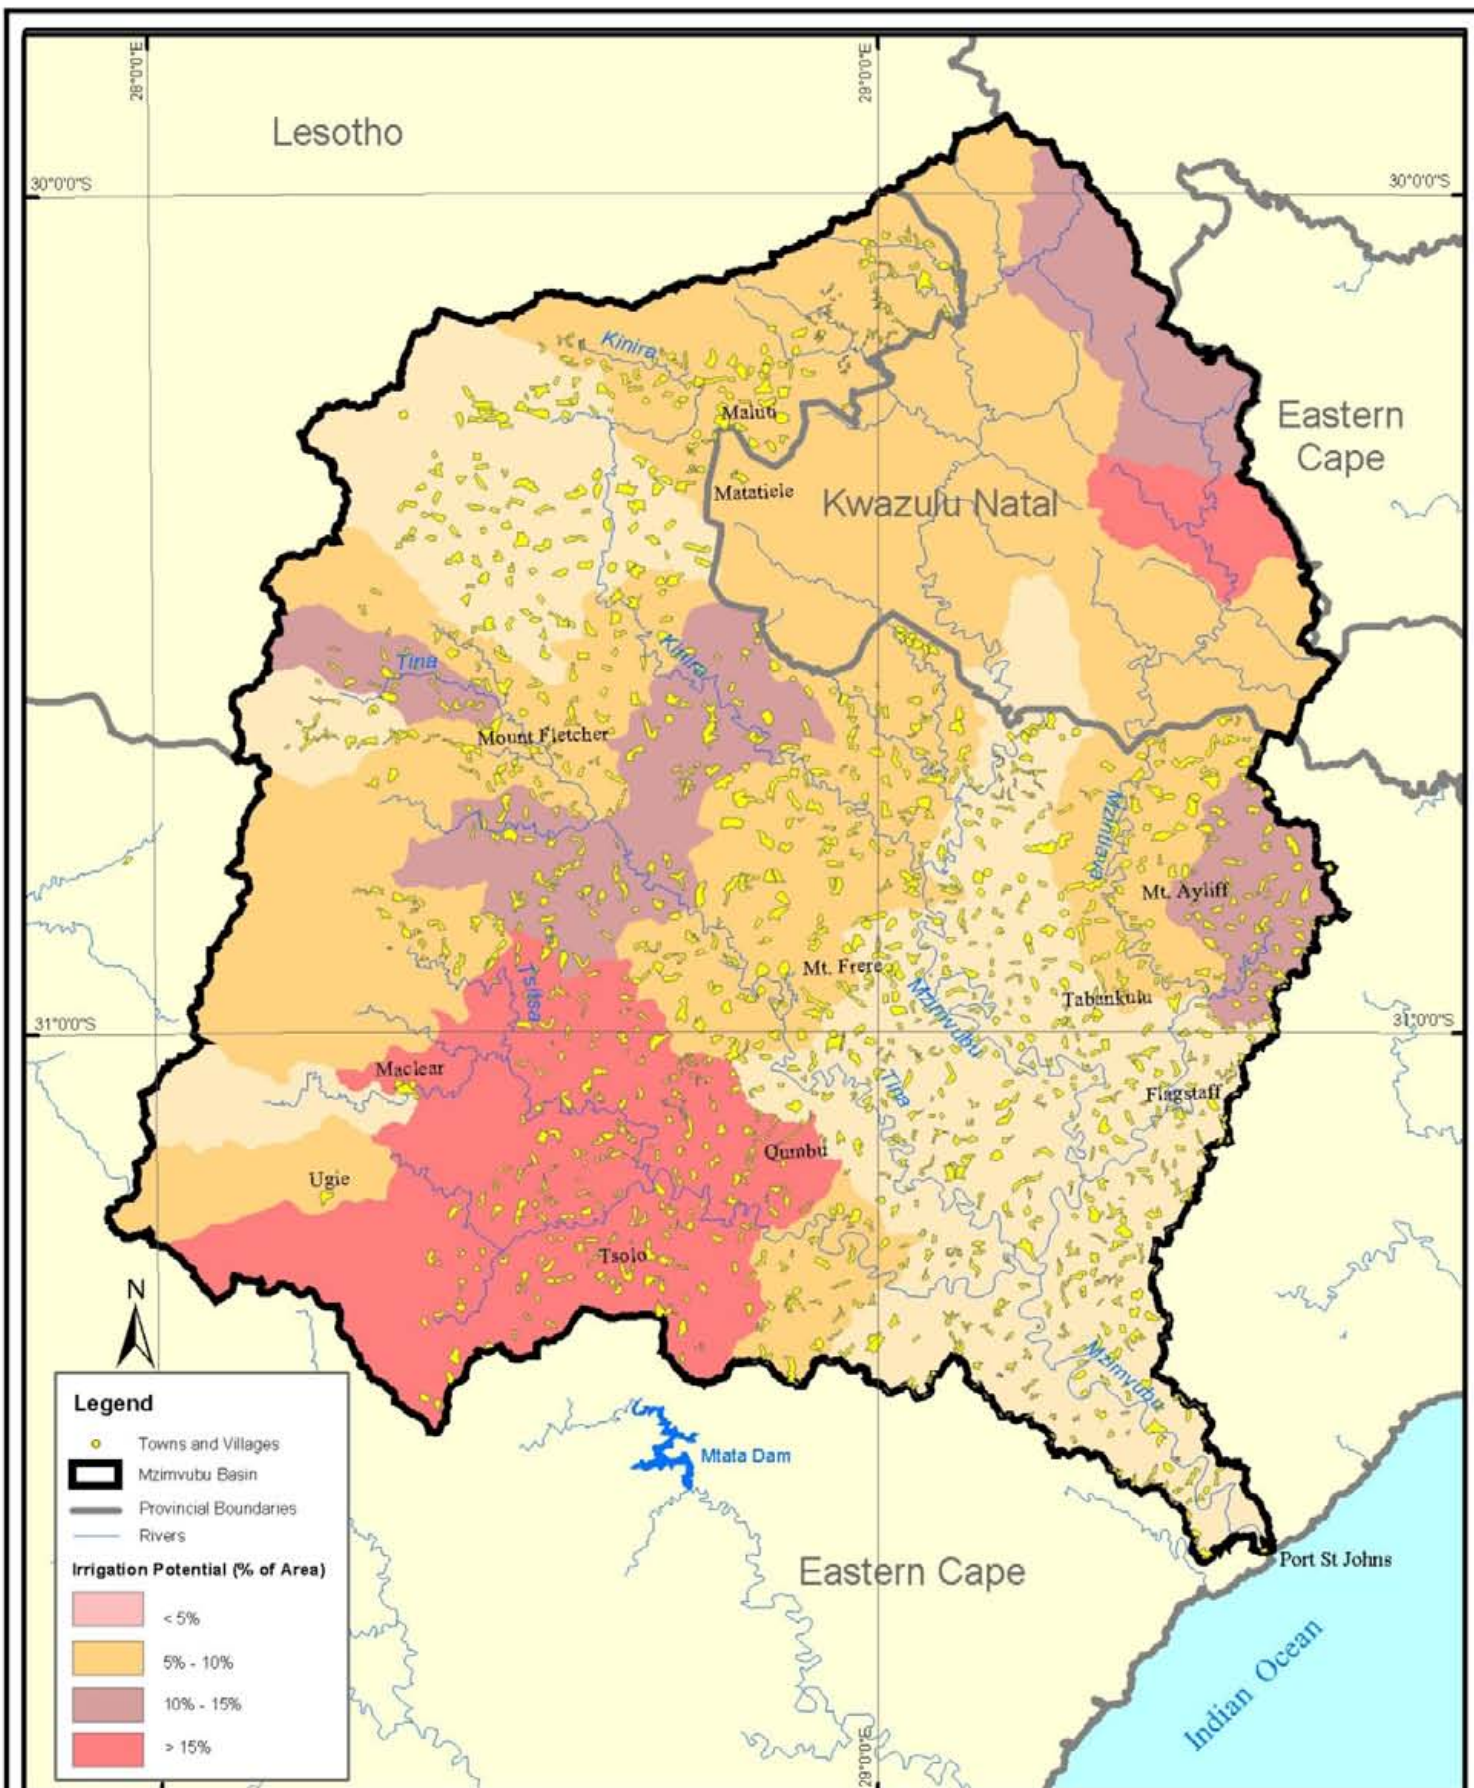 28°0'0"E
29°0'0"E
Lesotho
30°0'0"S
30°0'0"S
Kinira
Maluti
Eastern
Cape
Matatiele
Kwazulu Natal
Kinira
Tina
Mount Fletcher
Mzintlava
Mt. Ayliff
Mt. Frere
Tsitsa
Mzimvubu
Tabankulu
31°0'0"S
31°0'0"S
Maclear
Tina
Flagstaff
Qumbu
Ugie
Tsolo
N
Mzimvubu
Legend
Towns and Villages
Mzimvubu Basin
Provincial Boundaries
Rivers
Irrigation Potential (% of Area)
< 5%
5% - 10%
10% - 15%
> 15%
Mtata Dam
Eastern Cape
Port St Johns
Indian Ocean
29°0'0"E